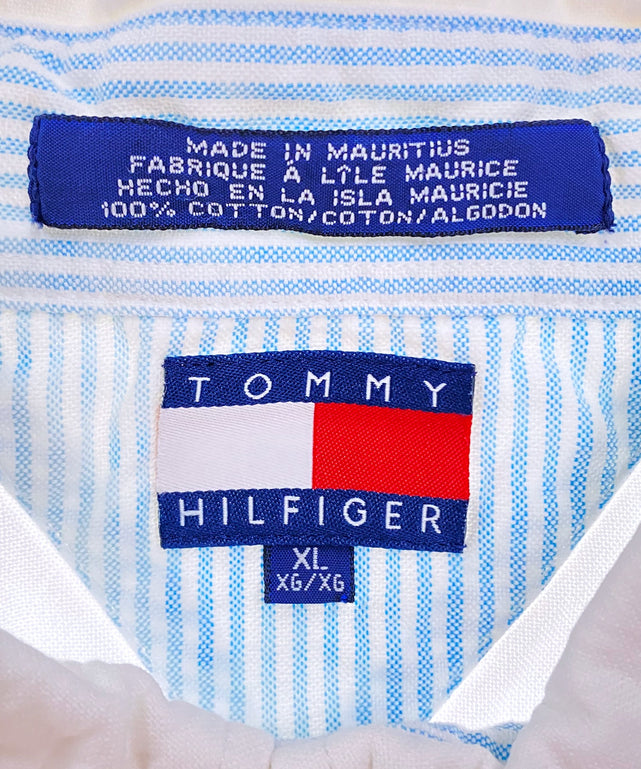 MADE IN MAURITIUS
FABRIQUE À L'ÎLE MAURICE
HECHO EN LA ISLA MAURICIE
100% COTTON/COTON/ALGODON
TOMMY
HILFIGER
XL
XG/XG